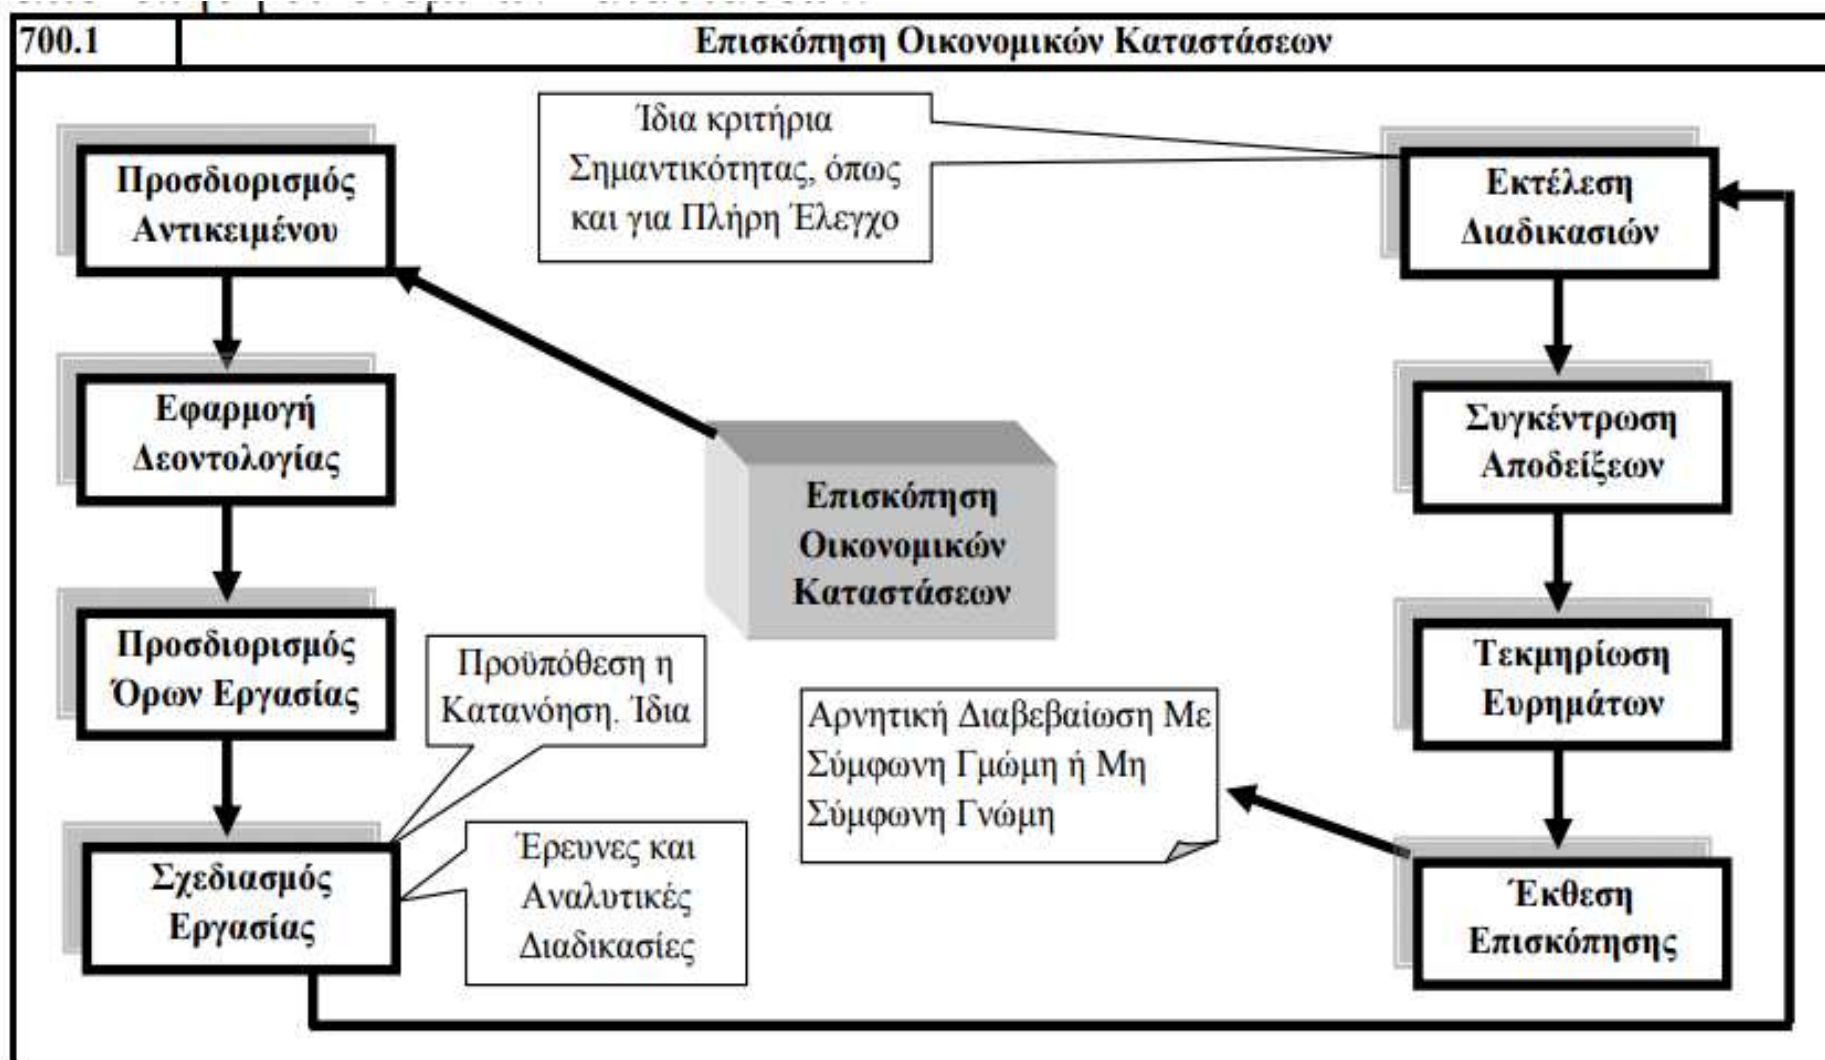 700.1
Επισκόπηση Οικονομικών Καταστάσεων
Προσδιορισμός
Αντικειμένου
Εφαρμογή
Δεοντολογίας
Προσδιορισμός
Όρων Εργασίας
Σχεδιασμός
Εργασίας
Ίδια κριτήρια
Σημαντικότητας, όπως
και για Πλήρη Έλεγχο
Επισκόπηση
Οικονομικών
Καταστάσεων
Προϋπόθεση η
Κατανόηση. Ίδια
Έρευνες και
Αναλυτικές
Διαδικασίες
Αρνητική Διαβεβαίωση Με
Σύμφωνη Γμώμη ή Μη
Σύμφωνη Γνώμη
Εκτέλεση
Διαδικασιών
Συγκέντρωση
Αποδείξεων
Τεκμηρίωση
Ευρημάτων
Έκθεση
Επισκόπησης